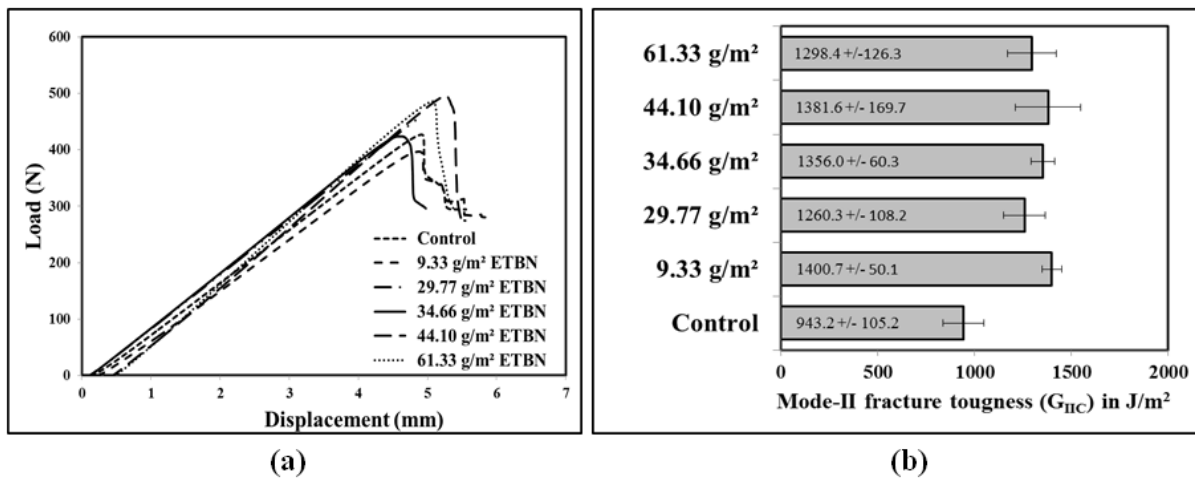 600
500
400
300
200
100
0
Load (N)
0 1 2 3 4 5 6 7
Displacement (mm)
Control
9.33 g/m² ETBN
29.77 g/m² ETBN
34.66 g/m² ETBN
44.10 g/m² ETBN
61.33 g/m² ETBN
(a)
61.33 g/m² 1298.4 +/-126.3
44.10 g/m² 1381.6 +/- 169.7
34.66 g/m² 1356.0 +/- 60.3
29.77 g/m² 1260.3 +/- 108.2
9.33 g/m² 1400.7 +/- 50.1
Control 943.2 +/- 105.2
0 500 1000 1500 2000
Mode-II fracture tougness (GIIC) in J/m²
(b)